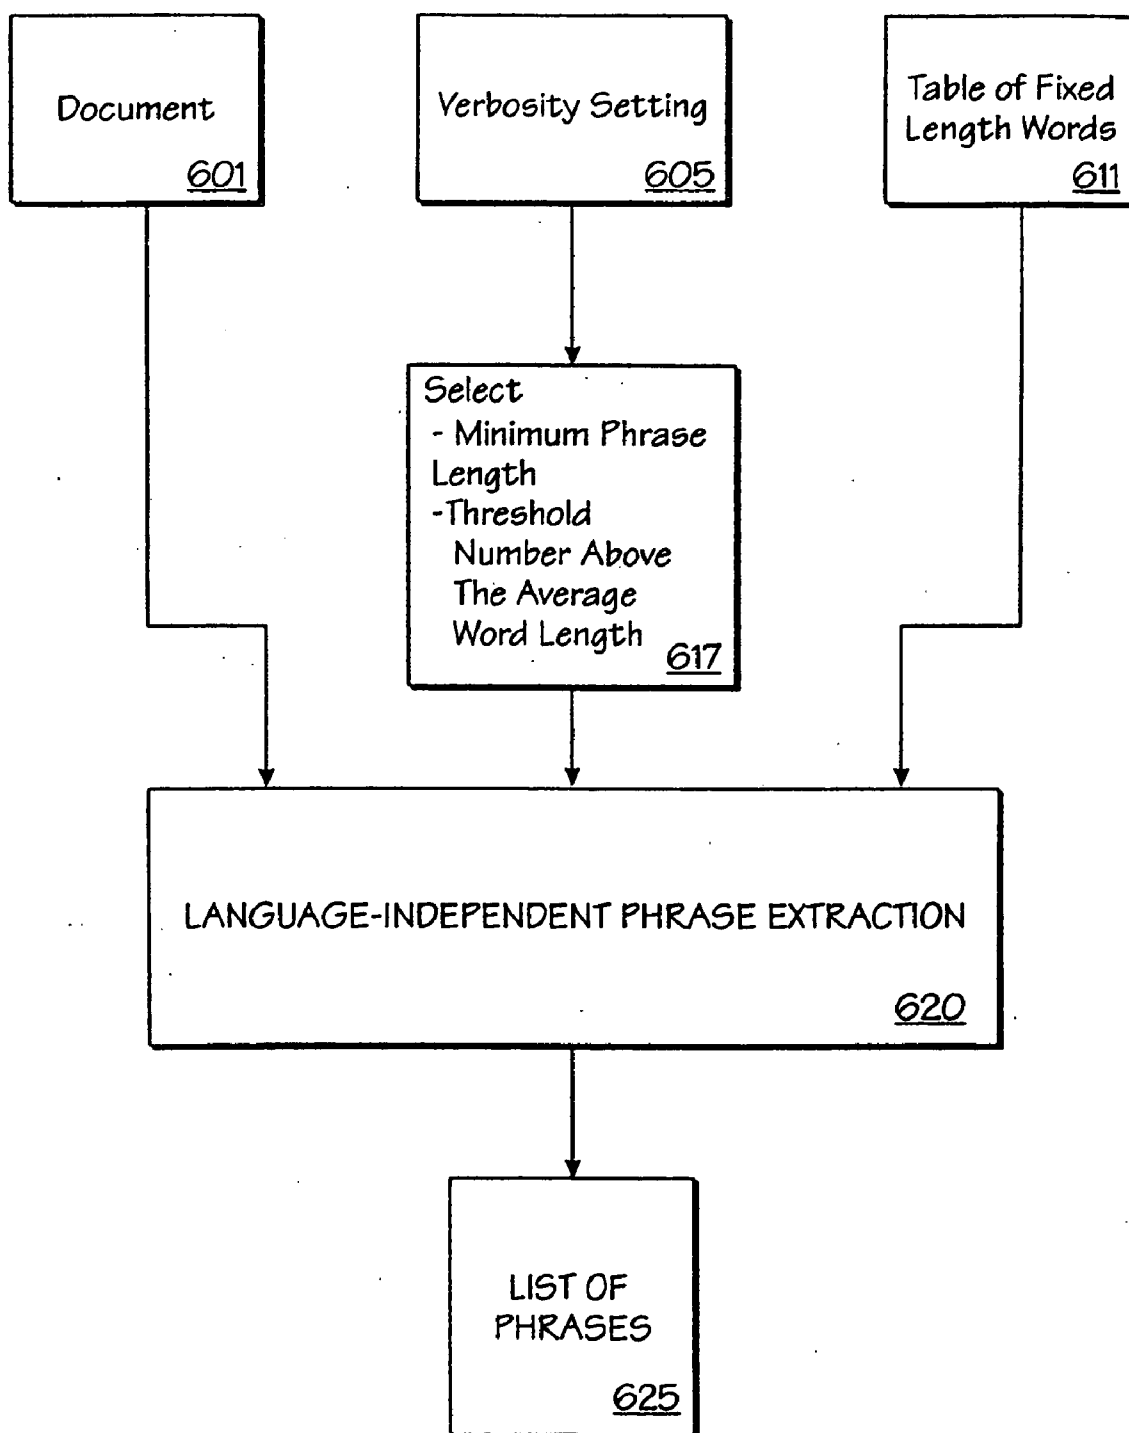 Document
601
Verbosity Setting
605
Table of Fixed
Length Words
611
Select
- Minimum Phrase
Length
-Threshold
Number Above
The Average
Word Length
617
LANGUAGE-INDEPENDENT PHRASE EXTRACTION
620
LIST OF
PHRASES
625